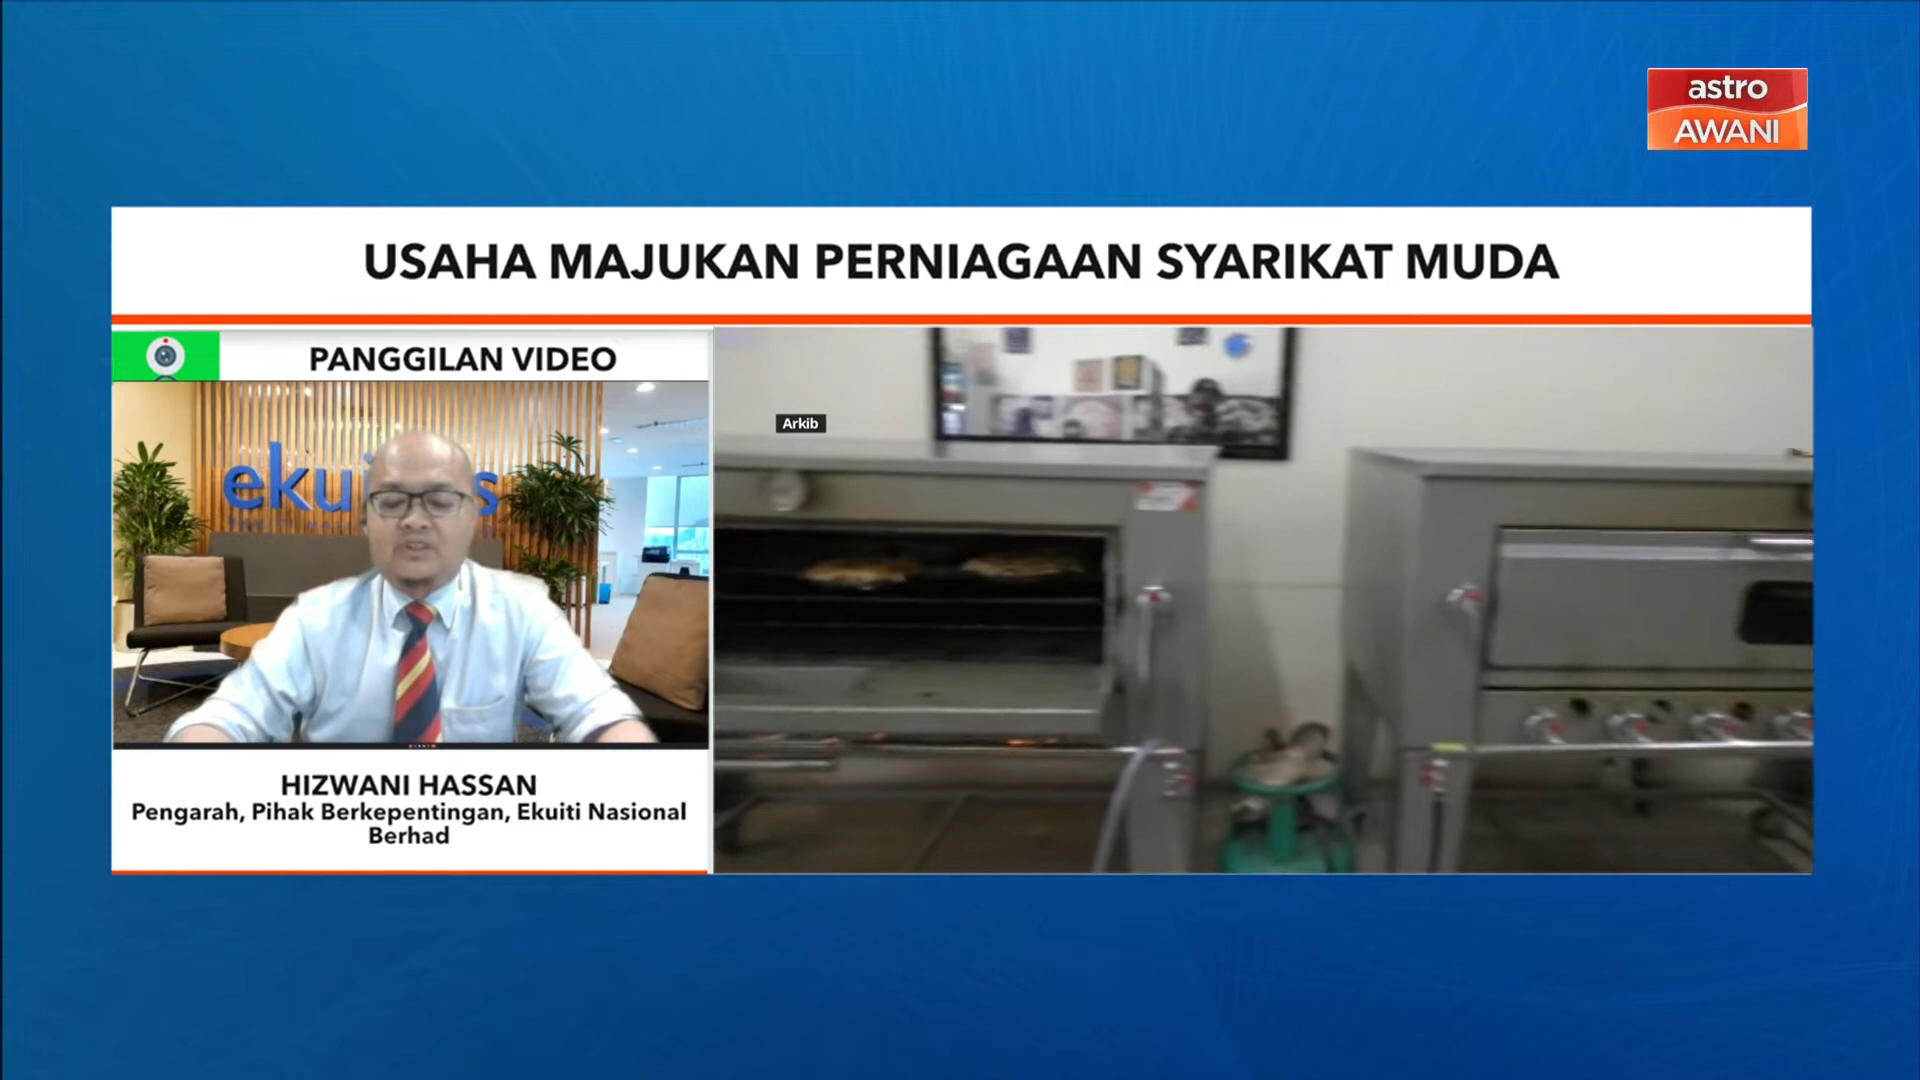 astro
AWANI
USAHA MAJUKAN PERNIAGAAN SYARIKAT MUDA
PANGGILAN VIDEO
Arkib
HIZWANI HASSAN
Pengarah, Pihak Berkepentingan, Ekuiti Nasional
Berhad